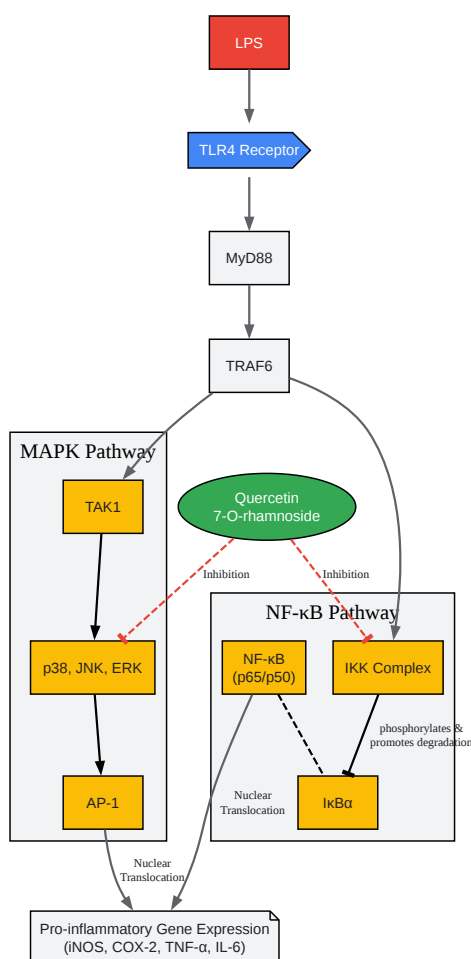 LPS
TLR4 Receptor
MyD88
TRAF6
MAPK Pathway
TAK1
Quercetin
7-O-rhamnoside
Inhibition
Inhibition
NF-κB Pathway
p38, JNK, ERK
NF-κB
(p65/p50)
IKK Complex
phosphorylates &
promotes degradation
AP-1
Nuclear
Translocation
IκBα
Nuclear
Translocation
Pro-inflammatory Gene Expression
(iNOS, COX-2, TNF-α, IL-6)